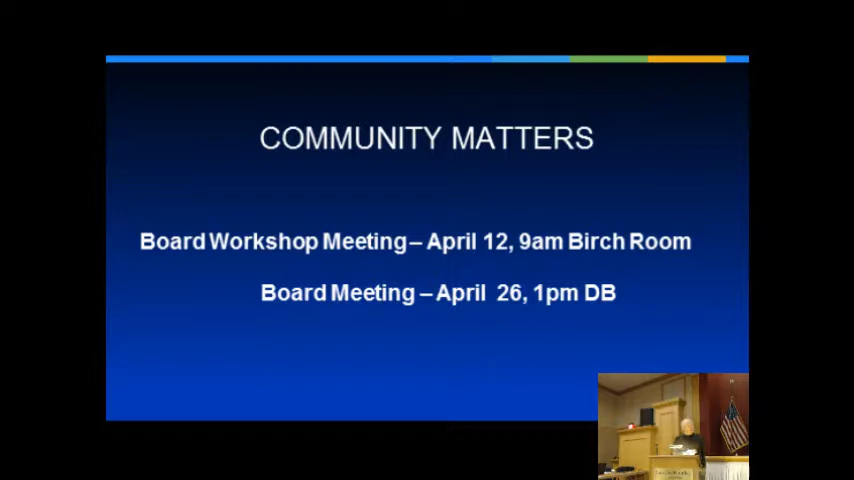 COMMUNITY MATTERS
Board Workshop Meeting – April 12, 9am Birch Room
Board Meeting – April 26, 1pm DB